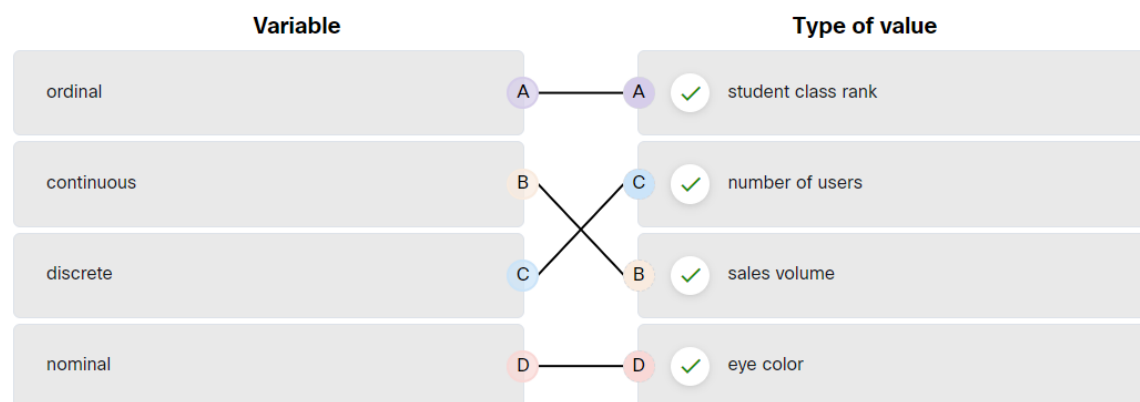 Variable Type of value
ordinal A A student class rank
continuous B C number of users
discrete C B sales volume
nominal D D eye color